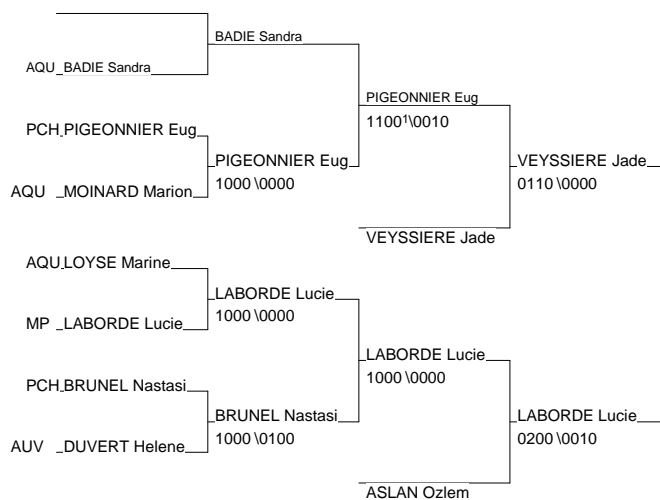 BADIE Sandra
AQU BADIE Sandra
PIGEONNIER Eug
1100¹\0010
PCH PIGEONNIER Eug
PIGEONNIER Eug
1000 \0000
VEYSSIERE Jade
0110 \0000
AQU MOINARD Marion
VEYSSIERE Jade
AQU LOYSE Marine
LABORDE Lucie
1000 \0000
MP LABORDE Lucie
LABORDE Lucie
1000 \0000
PCH BRUNEL Nastasi
BRUNEL Nastasi
1000 \0100
LABORDE Lucie
0200 \0010
AUV DUVERT Helene
ASLAN Ozlem